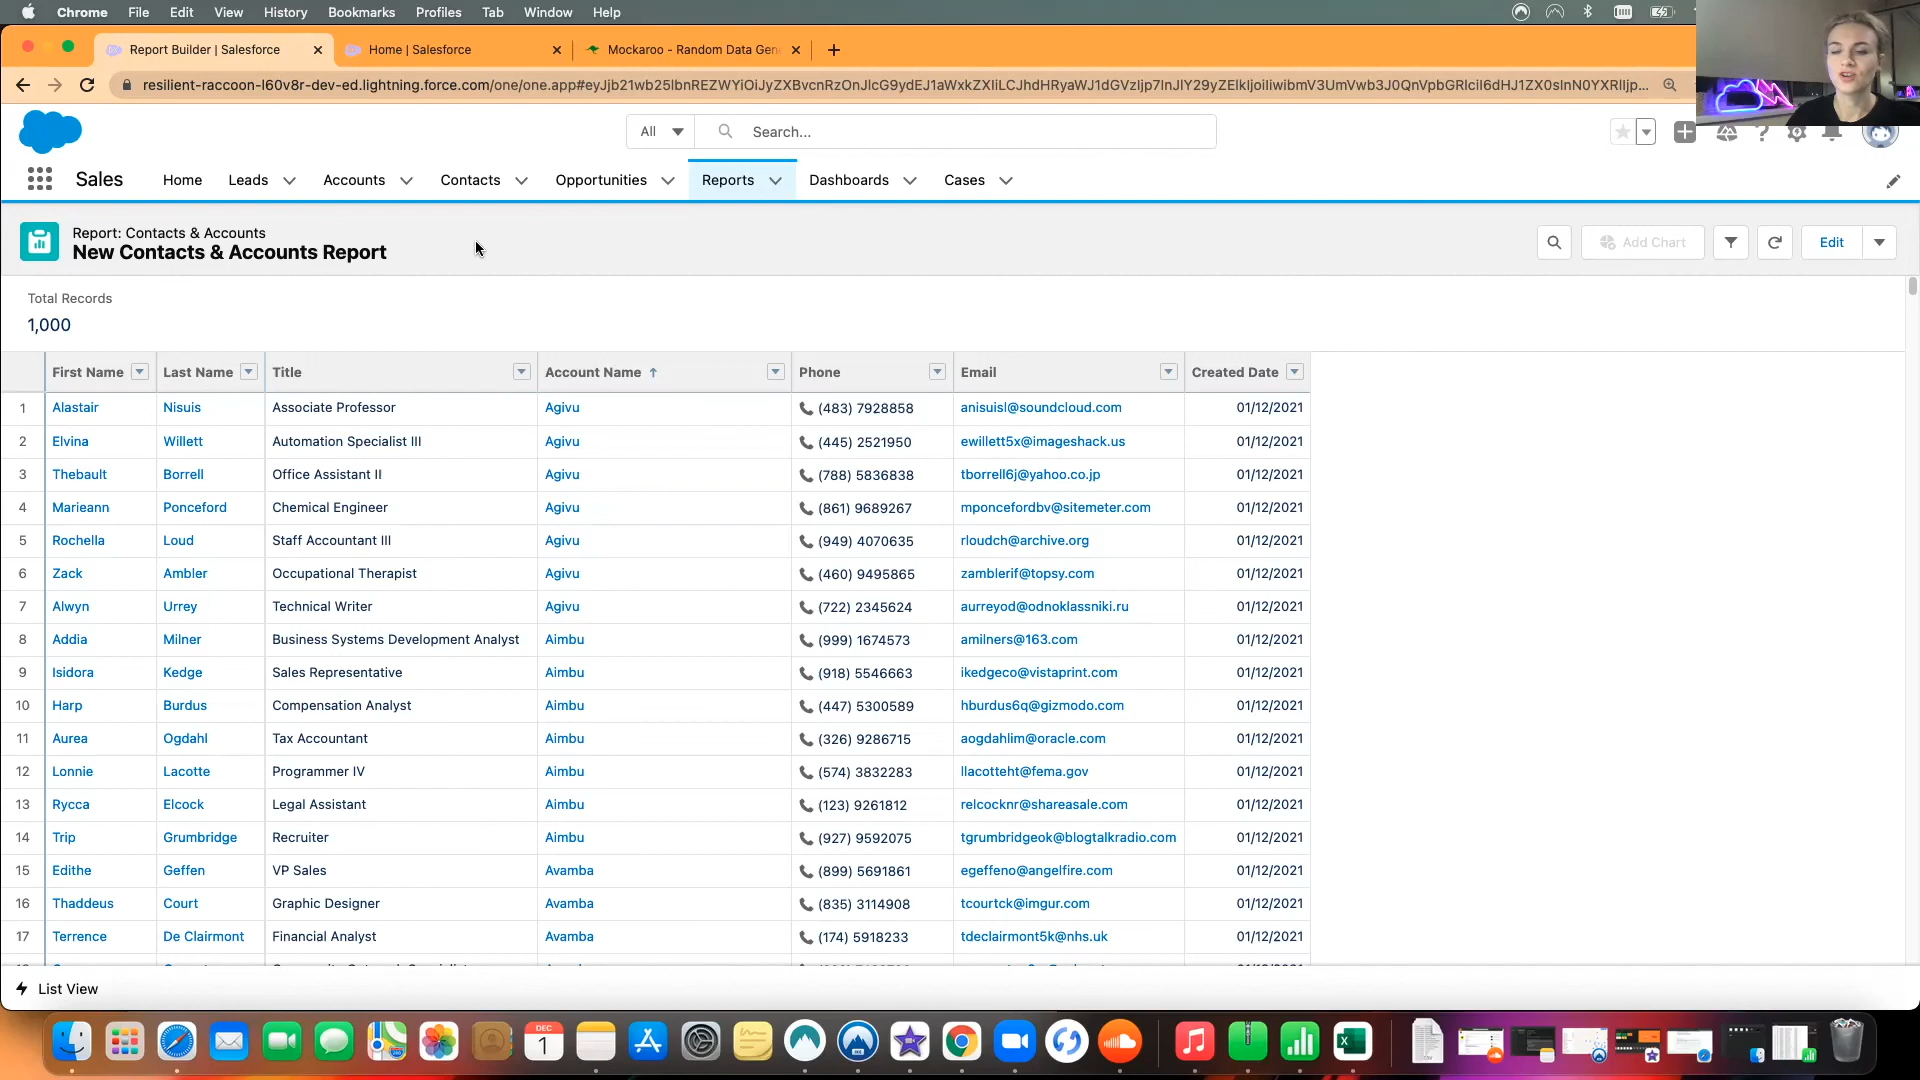 Chrome File Edit View History Bookmarks Profiles Tab Window Help
Report Builder | Salesforce Home | Salesforce Mockaroo - Random Data Gen
resilient-raccoon-l60v8r-dev-ed.lightning.force.com/one/one.app#
All Search...
Sales Home Leads Accounts Contacts Opportunities Reports Dashboards Cases
Report: Contacts & Accounts
New Contacts & Accounts Report
Add Chart Edit
Total Records
1,000
First Name Last Name Title Account Name ↑ Phone Email Created Date
1 Alastair Nisuis Associate Professor Agivu (483) 7928858 anisuisl@soundcloud.com 01/12/2021
2 Elvina Willett Automation Specialist III Agivu (445) 2521950 ewillett5x@imageshack.us 01/12/2021
3 Thebault Borrell Office Assistant II Agivu (788) 5836838 tborrell6j@yahoo.co.jp 01/12/2021
4 Marieann Ponceford Chemical Engineer Agivu (861) 9689267 mponcefordbv@sitemeter.com 01/12/2021
5 Rochella Loud Staff Accountant III Agivu (949) 4070635 rloudch@archive.org 01/12/2021
6 Zack Ambler Occupational Therapist Agivu (460) 9495865 zamblerif@topsy.com 01/12/2021
7 Alwyn Urrey Technical Writer Agivu (722) 2345624 aurreyod@odnoklassniki.ru 01/12/2021
8 Addia Milner Business Systems Development Analyst Aimbu (999) 1674573 amilners@163.com 01/12/2021
9 Isidora Kedge Sales Representative Aimbu (918) 5546663 ikedgeco@vistaprint.com 01/12/2021
10 Harp Burdus Compensation Analyst Aimbu (447) 5300589 hburdus6q@gizmodo.com 01/12/2021
11 Aurea Ogdahl Tax Accountant Aimbu (326) 9286715 aogdahlim@oracle.com 01/12/2021
12 Lonnie Lacotte Programmer IV Aimbu (574) 3832283 llacotteht@fema.gov 01/12/2021
13 Rycca Elcock Legal Assistant Aimbu (123) 9261812 relcocknr@shareasale.com 01/12/2021
14 Trip Grumbridge Recruiter Aimbu (927) 9592075 tgrumbridgeok@blogtalkradio.com 01/12/2021
15 Edithe Geffen VP Sales Avamba (899) 5691861 egeffeno@angelfire.com 01/12/2021
16 Thaddeus Court Graphic Designer Avamba (835) 3114908 tcourtck@imgur.com 01/12/2021
17 Terrence De Clairmont Financial Analyst Avamba (174) 5918233 tdeclairmont5k@nhs.uk 01/12/2021
List View
DEC
1